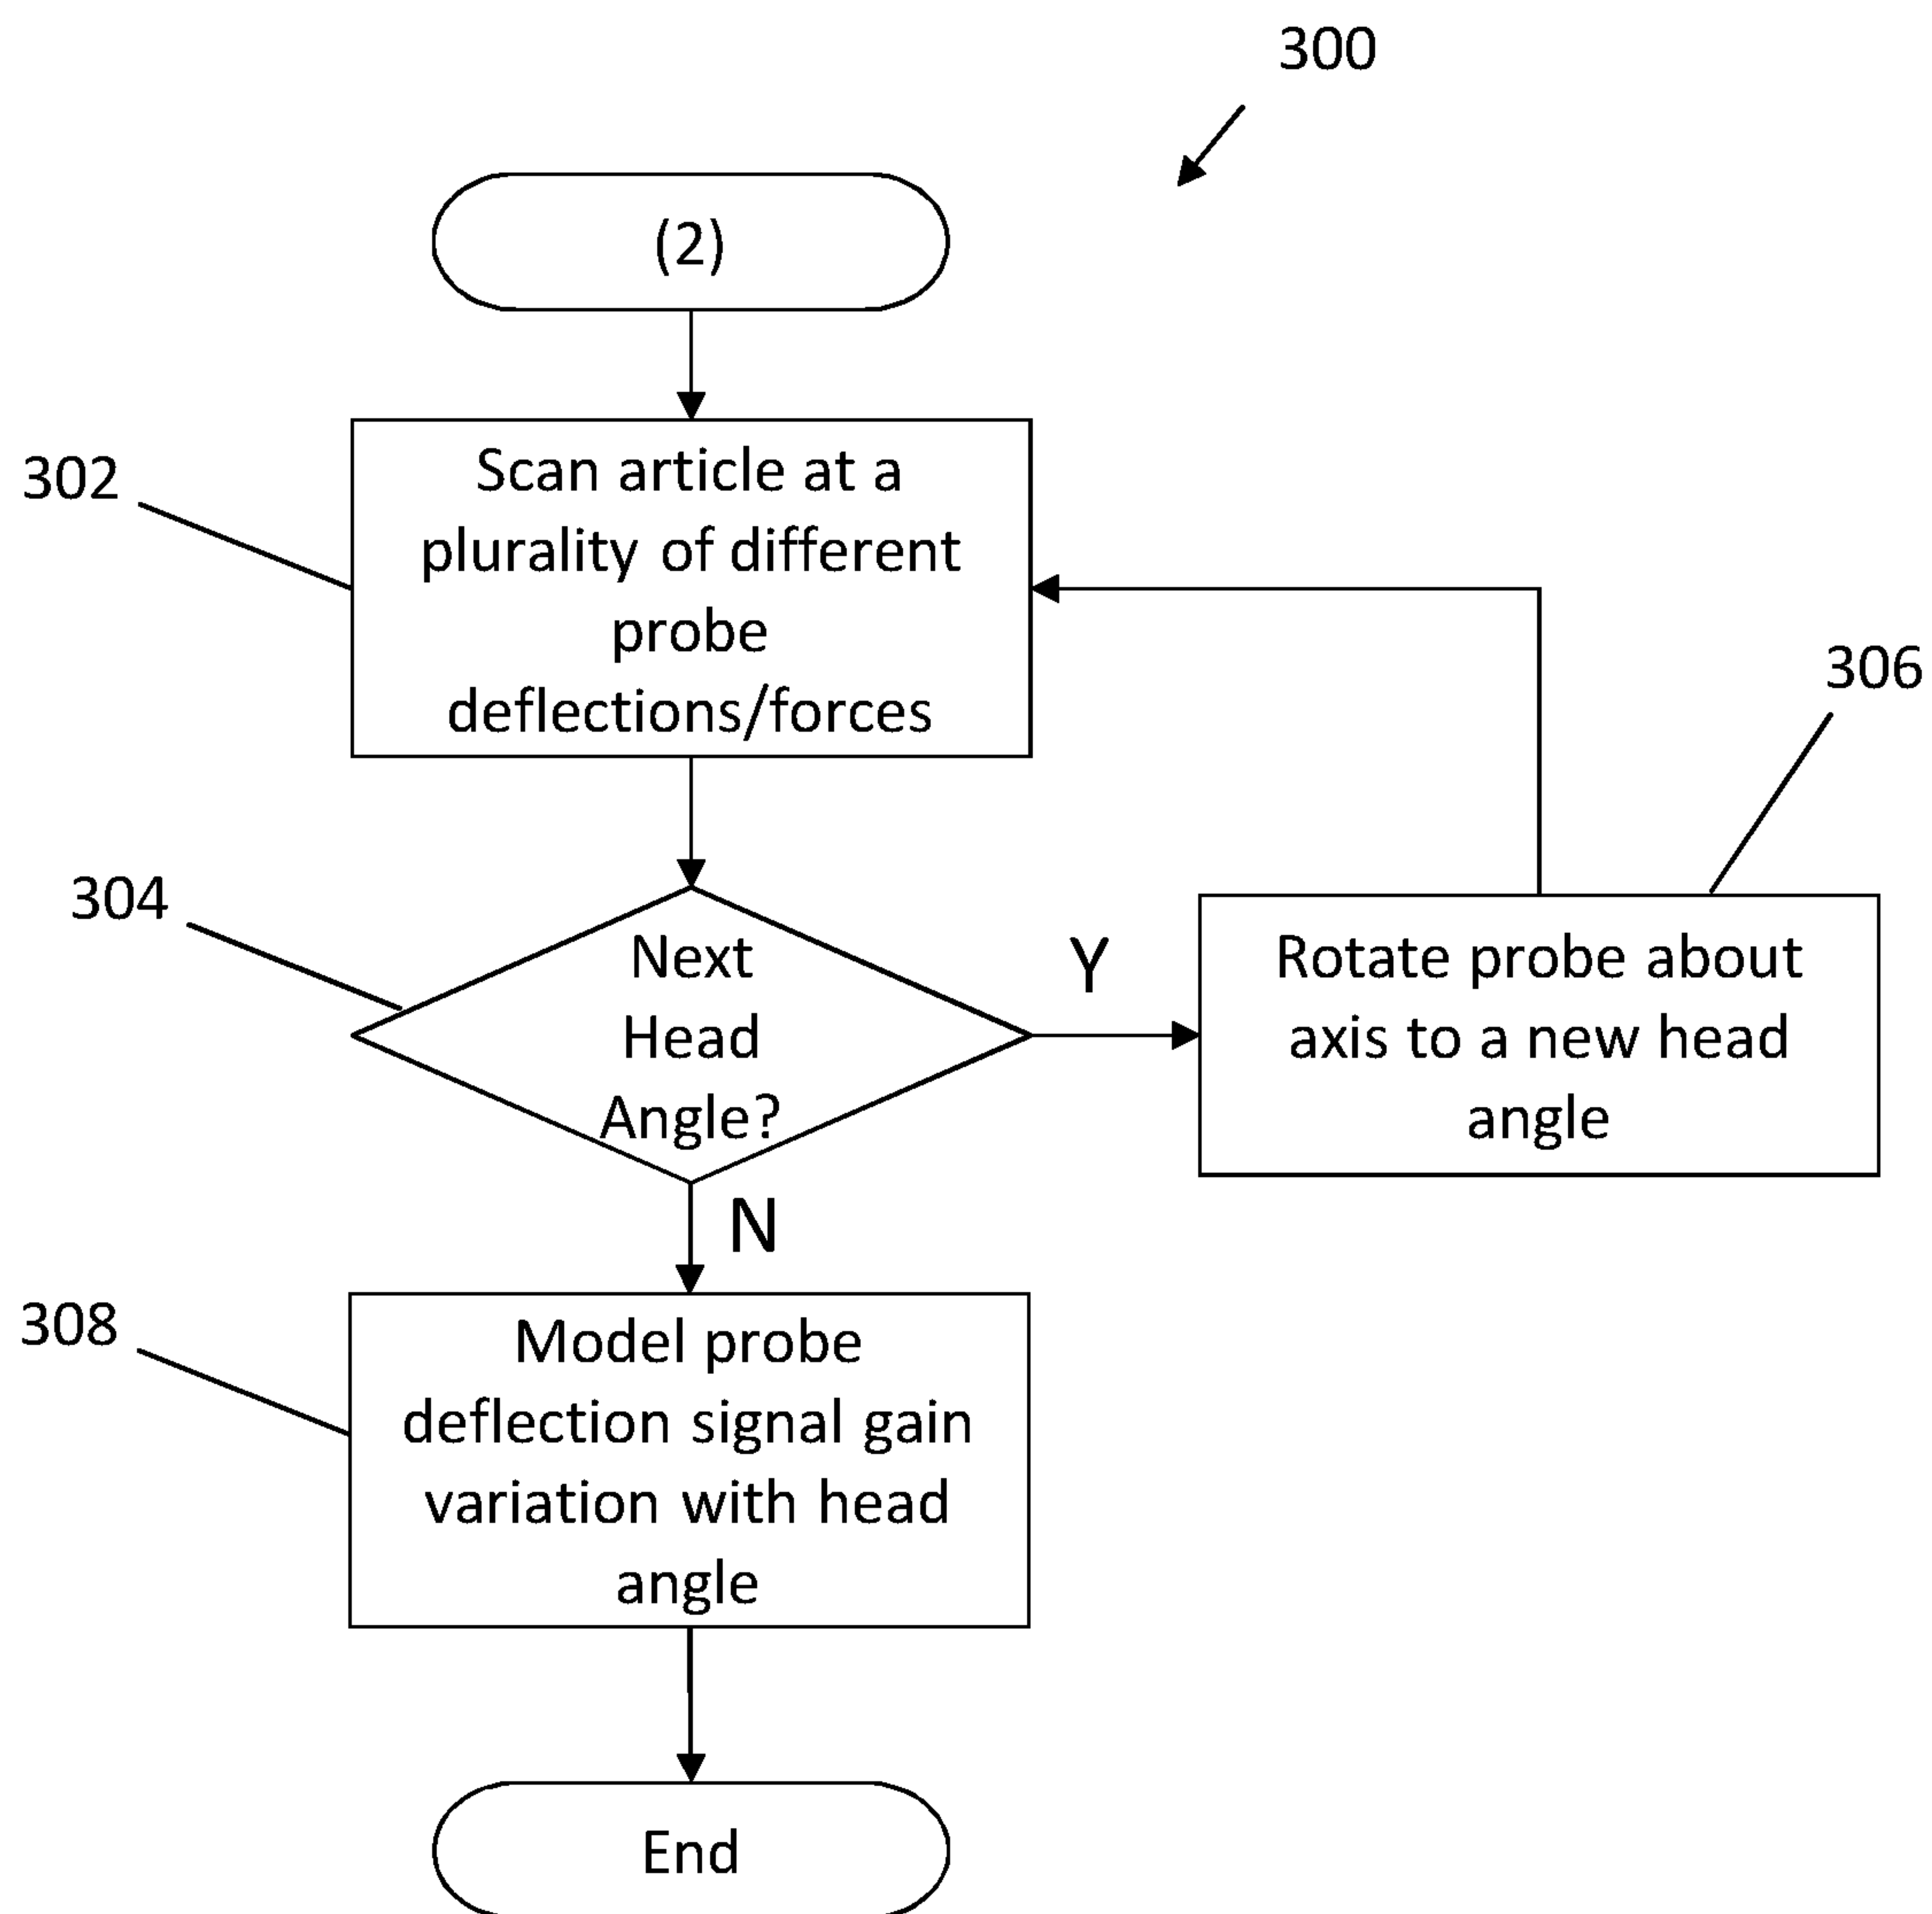 300
(2)
302
Scan article at a
plurality of different
probe
deflections/forces
306
304
Next
Head
Angle?
Y
Rotate probe about
axis to a new head
angle
N
308
Model probe
deflection signal gain
variation with head
angle
End